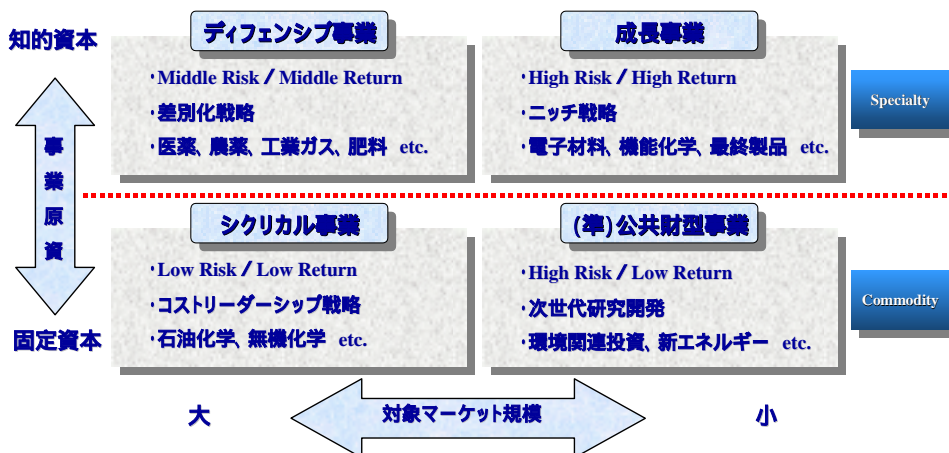 知的資本
ディフェンシブ事業
・Middle Risk / Middle Return
・差別化戦略
・医薬、農薬、工業ガス、肥料 etc.
成長事業
・High Risk / High Return
・ニッチ戦略
・電子材料、機能化学、最終製品 etc.
Specialty
事業原資
シクリカル事業
・Low Risk / Low Return
・コストリーダーシップ戦略
・石油化学、無機化学 etc.
(準)公共財型事業
・High Risk / Low Return
・次世代研究開発
・環境関連投資、新エネルギー etc.
Commodity
固定資本
大
対象マーケット規模
小